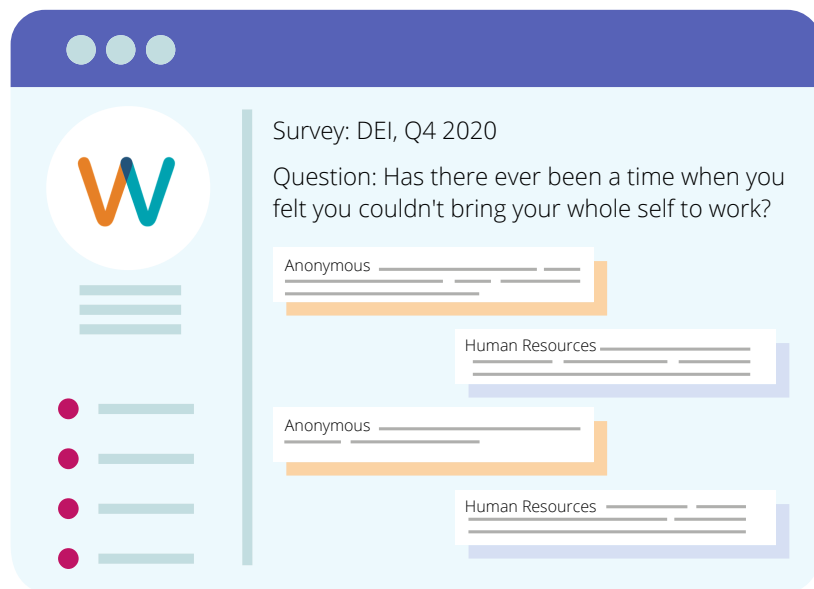 Survey: DEI, Q4 2020
Question: Has there ever been a time when you
felt you couldn't bring your whole self to work?
Anonymous
Human Resources
Anonymous
Human Resources